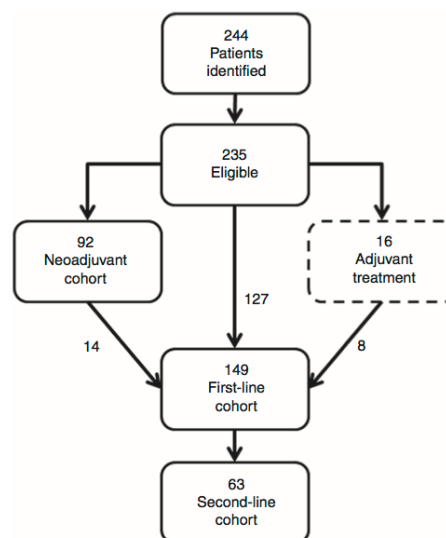 244
Patients
identified
235
Eligible
92
Neoadjuvant
cohort
16
Adjuvant
treatment
127
14
8
149
First-line
cohort
63
Second-line
cohort